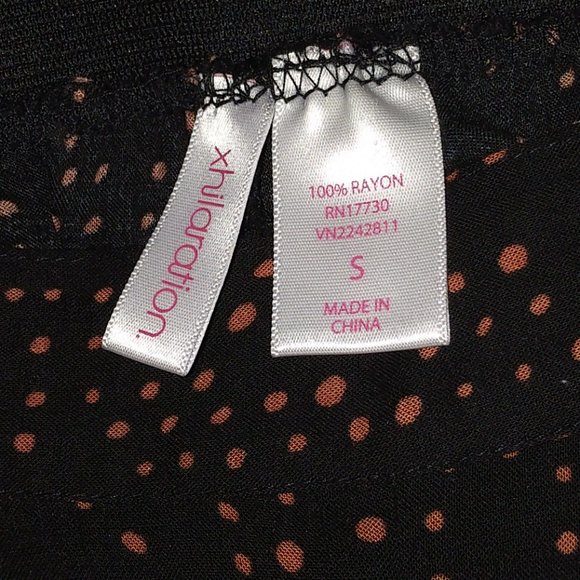 xhilaration.
100% RAYON
RN17730
VN2242811
S
MADE IN
CHINA